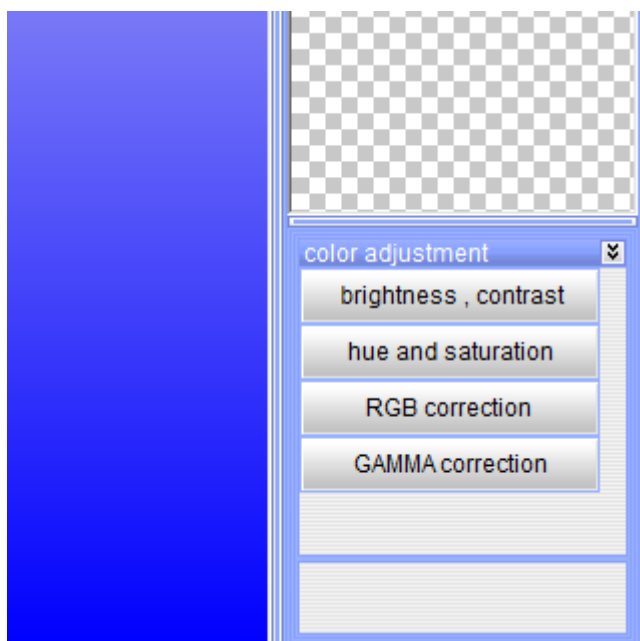 color adjustment
brightness , contrast
hue and saturation
RGB correction
GAMMA correction